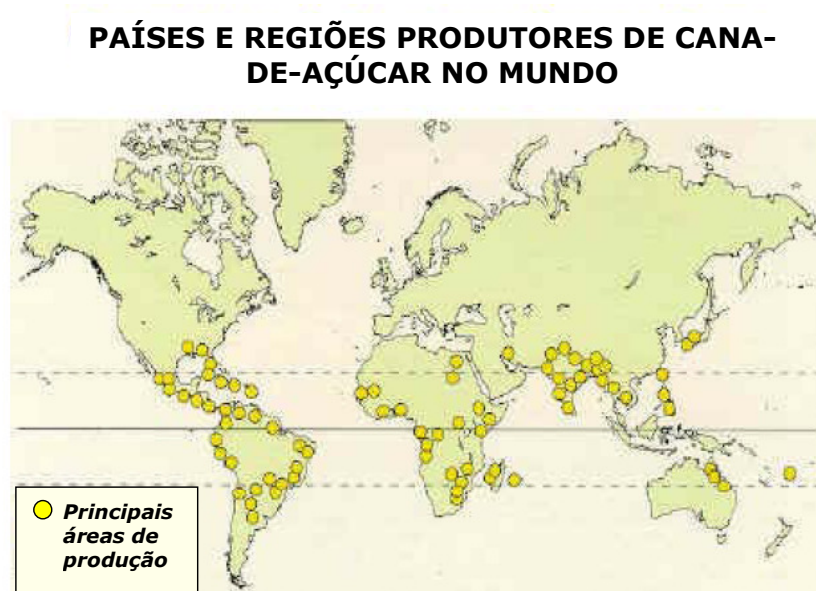 PAÍSES E REGIÕES PRODUTORES DE CANA-
DE-AÇÚCAR NO MUNDO
Principais
áreas de
produção